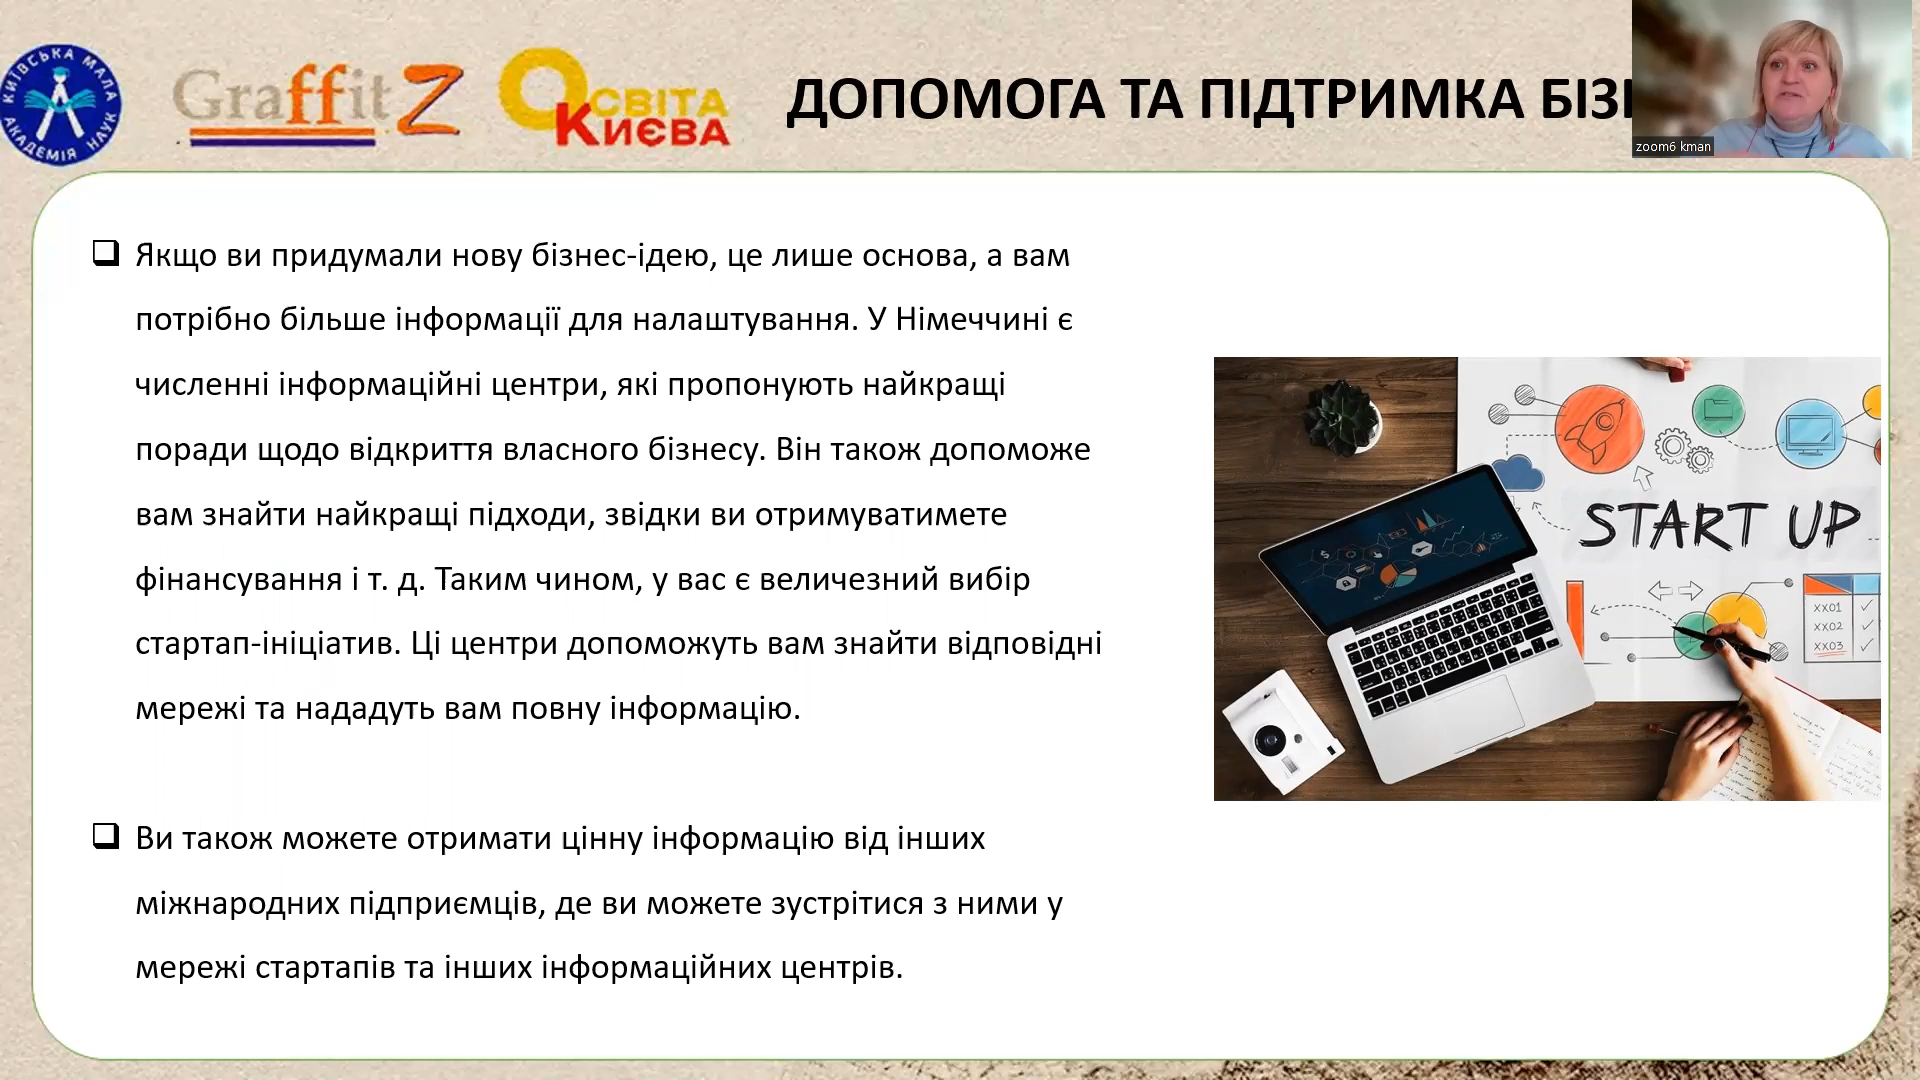 КИЇВСЬКА МАЛА АКАДЕМІЯ НАУК
GraffitZ
ОСВІТА
КИЄВА
ДОПОМОГА ТА ПІДТРИМКА
zoom6 kman
Якщо ви придумали нову бізнес-ідею, це лише основа, а вам
потрібно більше інформації для налаштування. У Німеччині є
численні інформаційні центри, які пропонують найкращі
поради щодо відкриття власного бізнесу. Він також допоможе
вам знайти найкращі підходи, звідки ви отримуватимете
фінансування і т. д. Таким чином, у вас є величезний вибір
стартап-ініціатив. Ці центри допоможуть вам знайти відповідні
мережі та нададуть вам повну інформацію.
START UP
XX01
XX02
XX03
Ви також можете отримати цінну інформацію від інших
міжнародних підприємців, де ви можете зустрітися з ними у
мережі стартапів та інших інформаційних центрів.